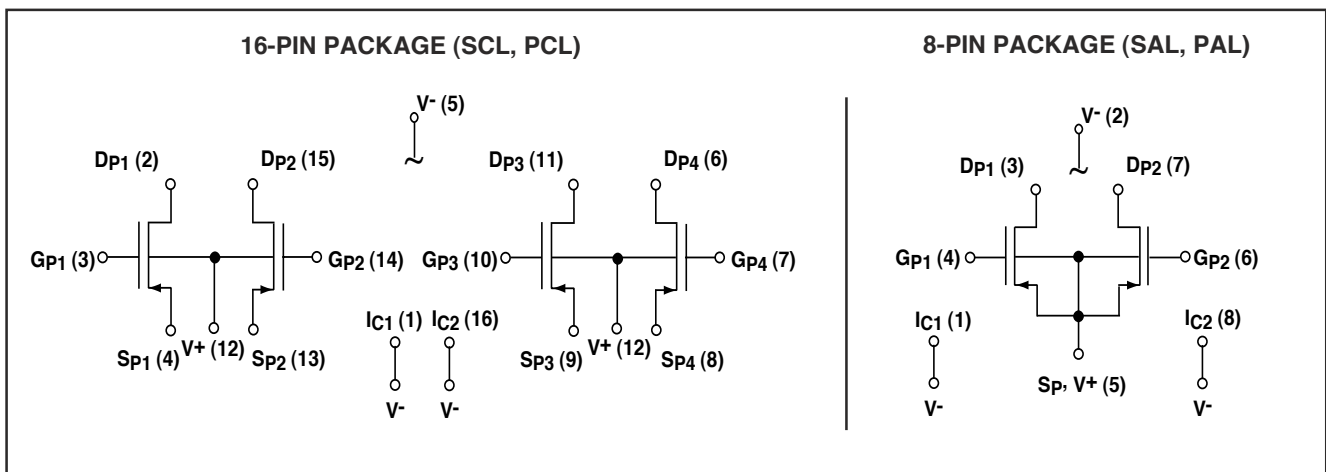 16-PIN PACKAGE (SCL, PCL)
V- (5)
DP1 (2)
DP2 (15)
DP3 (11)
DP4 (6)
GP1 (3)
GP2 (14)
GP3 (10)
GP4 (7)
IC1 (1)
IC2 (16)
SP1 (4)
V+ (12)
SP2 (13)
SP3 (9)
V+ (12)
SP4 (8)
V-
V-
8-PIN PACKAGE (SAL, PAL)
V- (2)
DP1 (3)
DP2 (7)
~
~
GP1 (4)
GP2 (6)
IC1 (1)
IC2 (8)
SP, V+ (5)
V-
V-